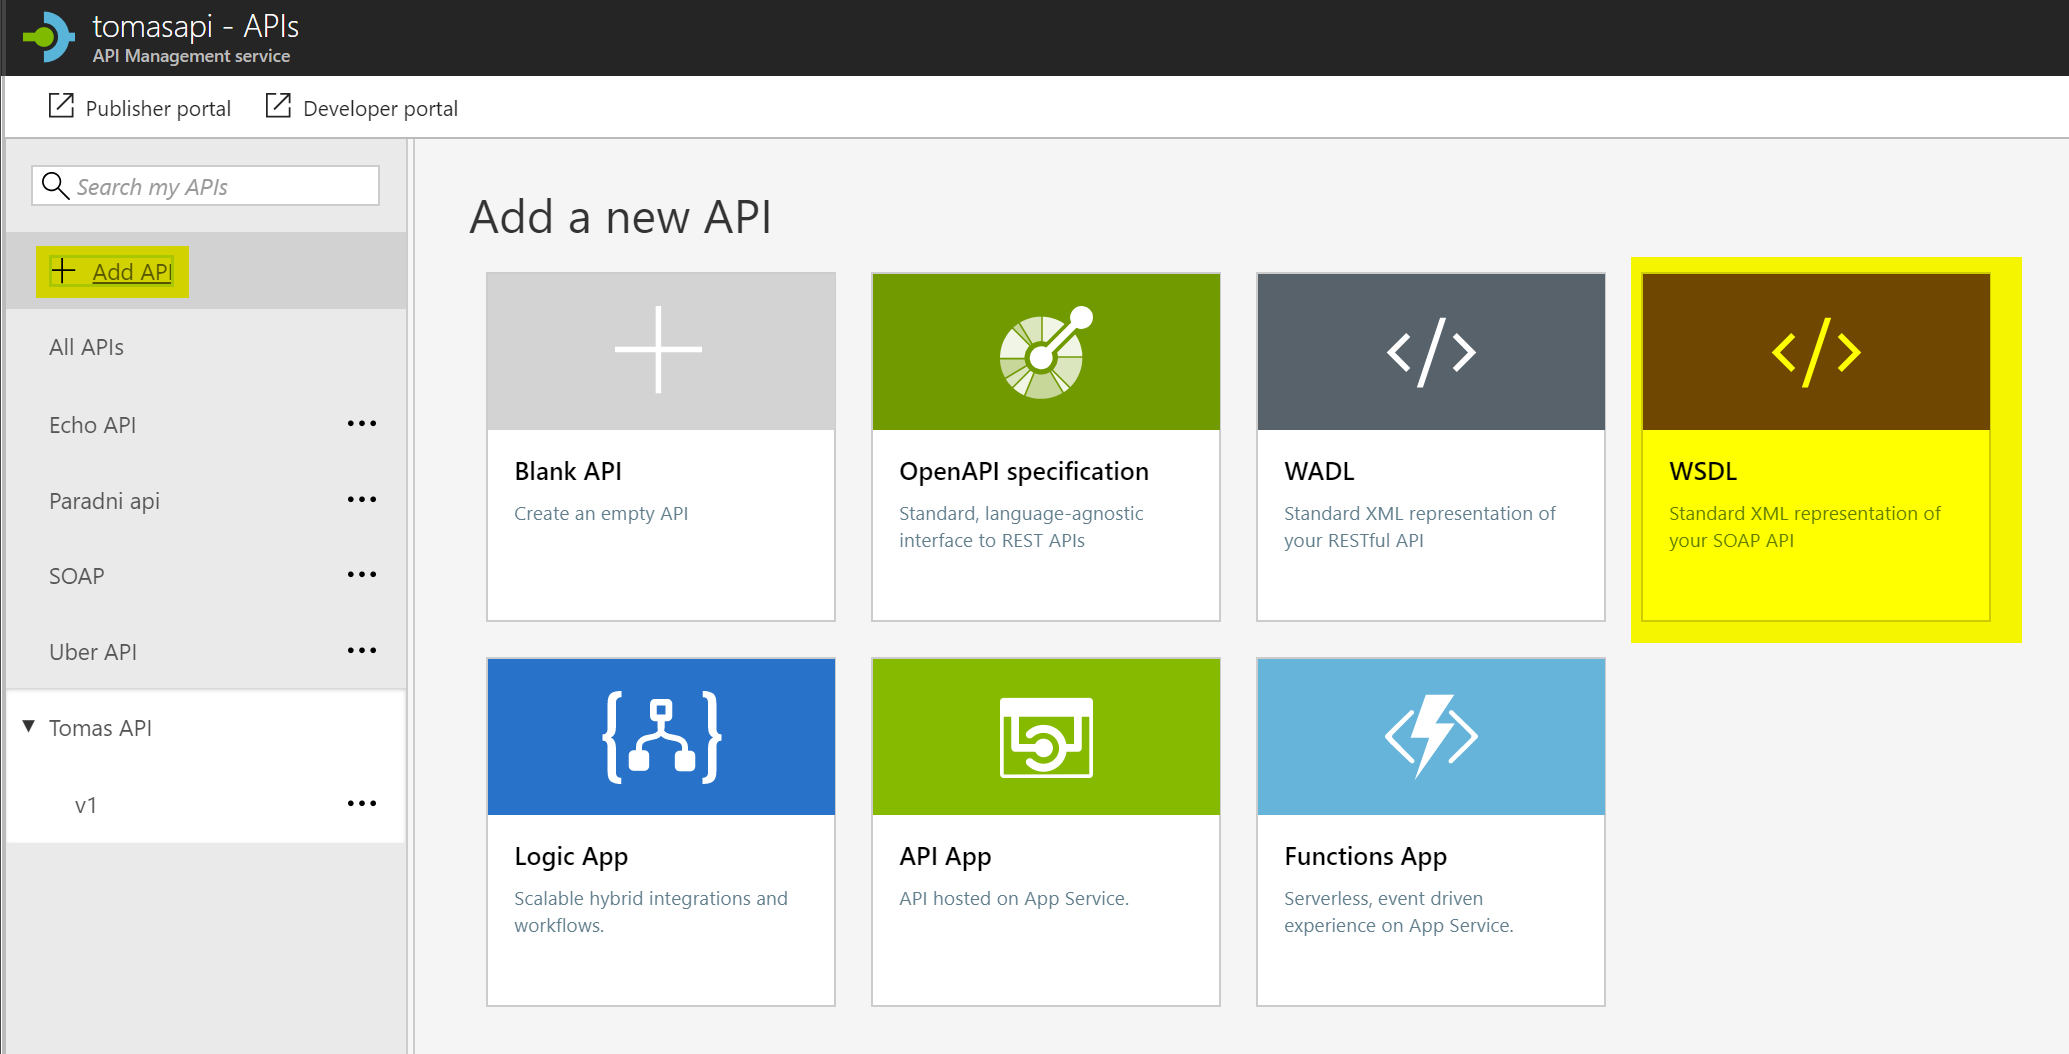 tomasapi - APIs
API Management service
Publisher portal
Developer portal
Search my APIs
Add API
All APIs
Echo API
Paradni api
SOAP
Uber API
Tomas API
v1
Add a new API
Blank API
Create an empty API
OpenAPI specification
Standard, language-agnostic
interface to REST APIs
WADL
Standard XML representation of
your RESTful API
WSDL
Standard XML representation of
your SOAP API
Logic App
Scalable hybrid integrations and
workflows.
API App
API hosted on App Service.
Functions App
Serverless, event driven
experience on App Service.